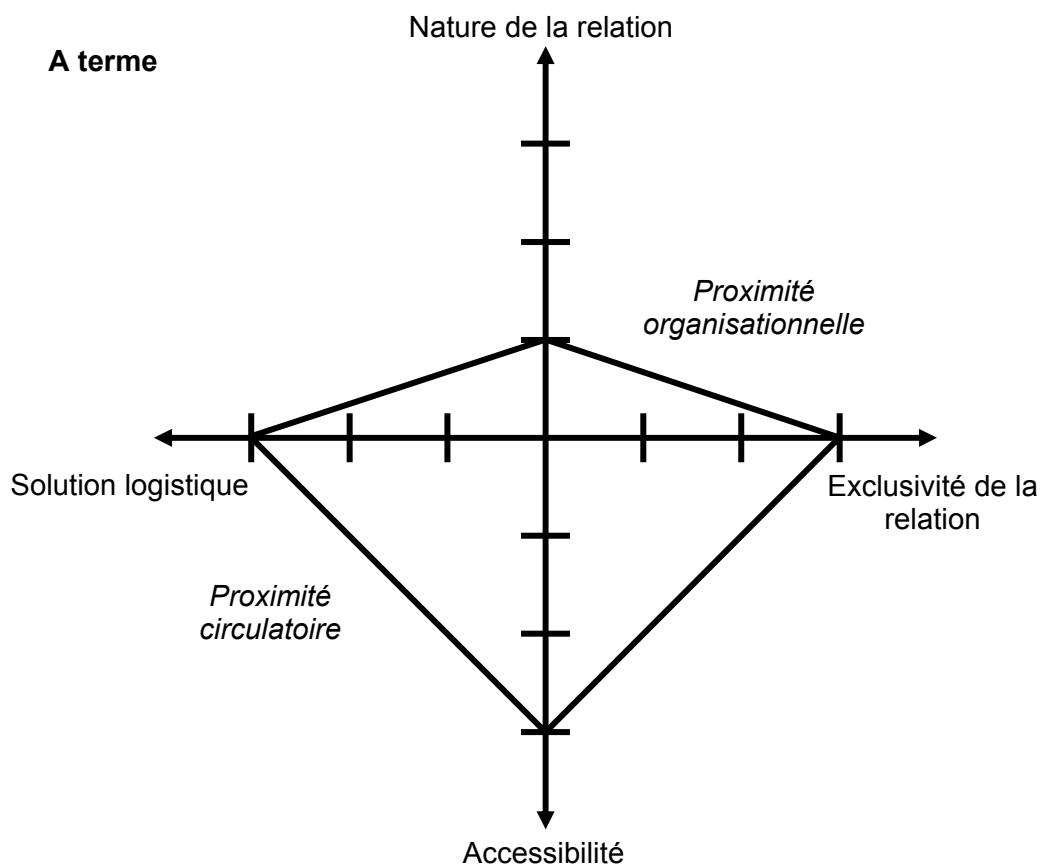 Nature de la relation
A terme
Proximité
organisationnelle
Solution logistique
Exclusivité de la
relation
Proximité
circulatoire
Accessibilité